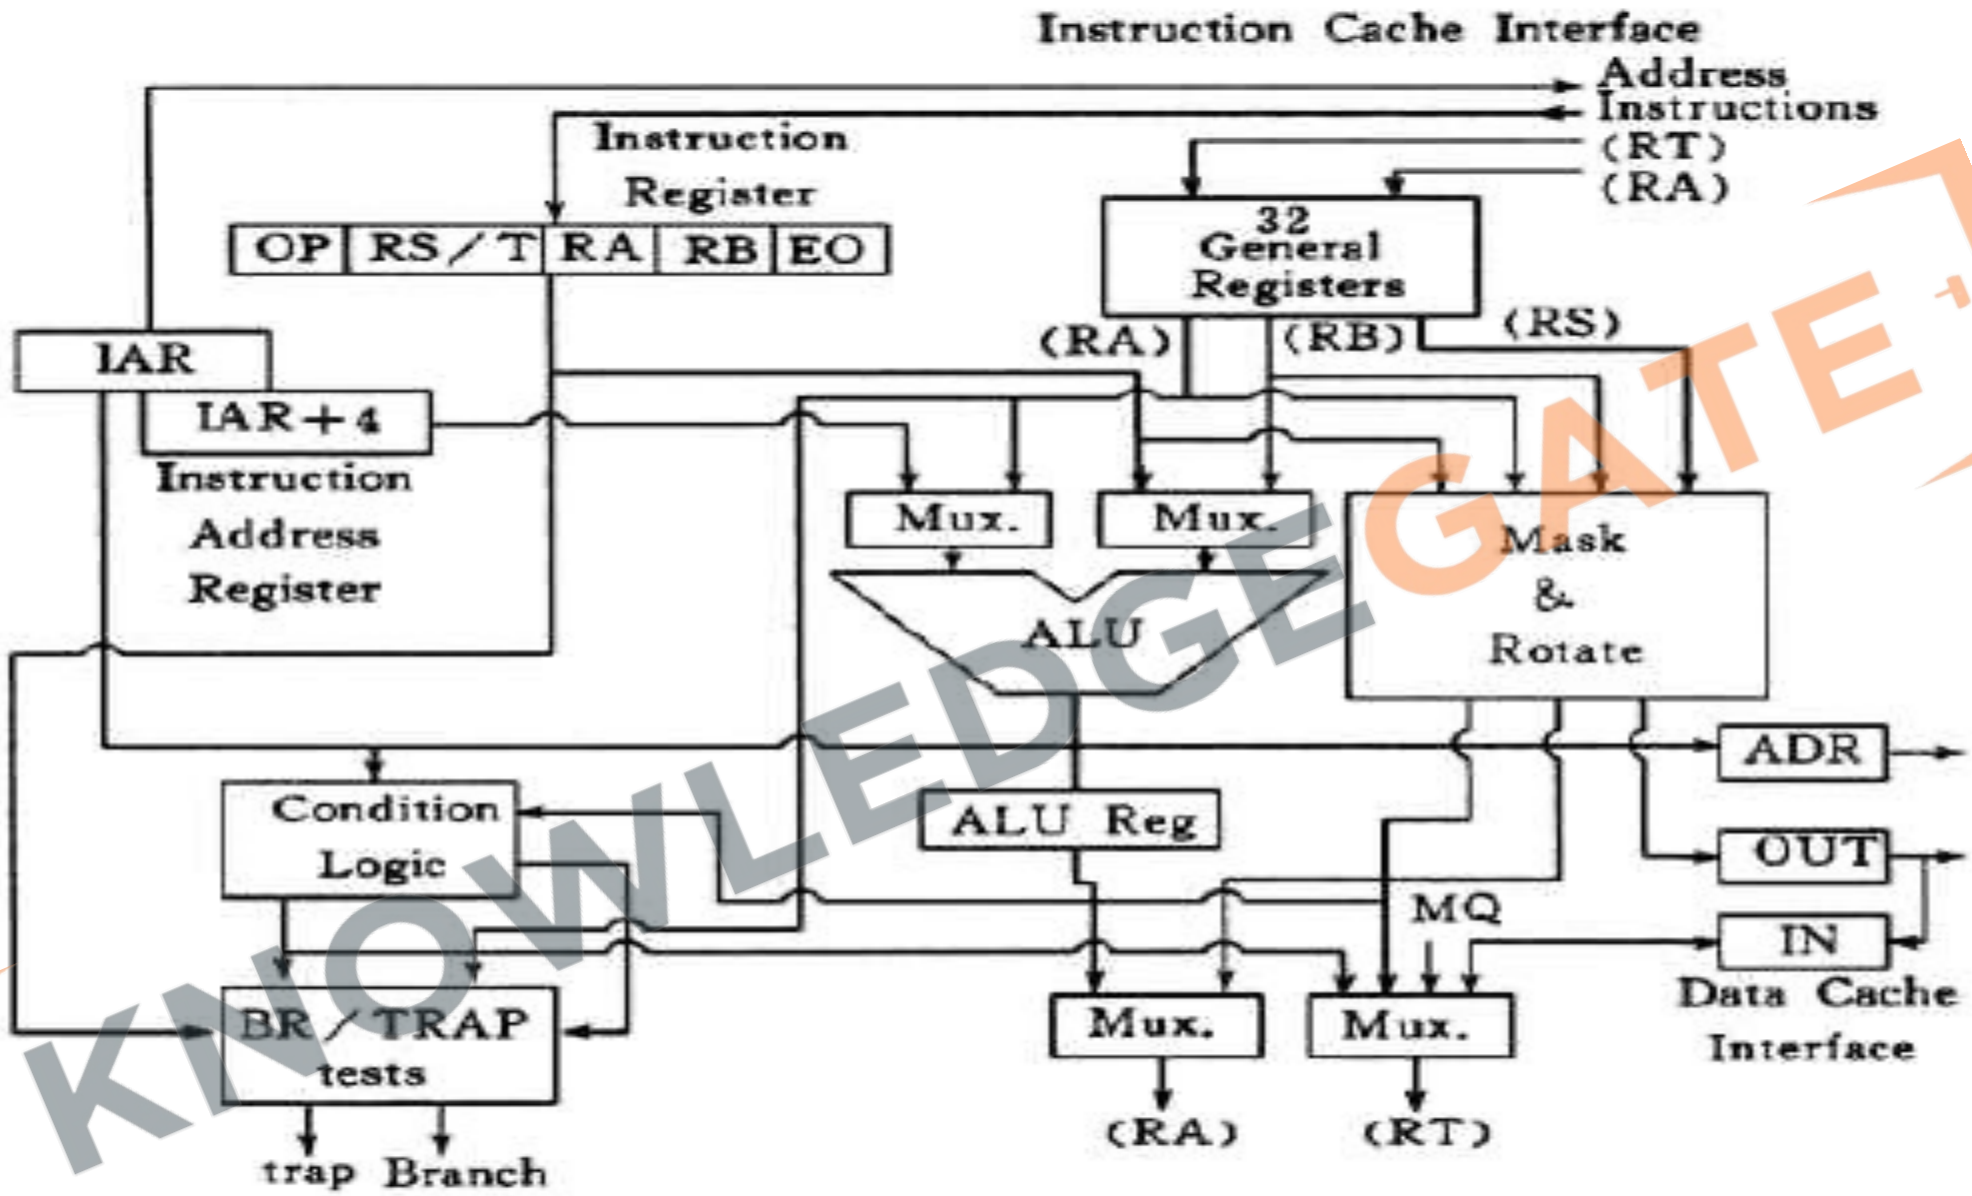 Instruction Cache Interface
Address
Instructions
(RT)
(RA)
Instruction
Register
OP RS/T RA RB EO
32
General
Registers
(RA) (RB) (RS)
IAR
IAR+4
Instruction
Address
Register
Mux. Mux.
Mask
&
Rotate
ALU
ADR
Condition
Logic
ALU Reg
OUT
MQ
IN
Data Cache
Interface
BR/TRAP
tests
Mux. Mux.
(RA) (RT)
trap Branch
KNOWLEDGEGATE